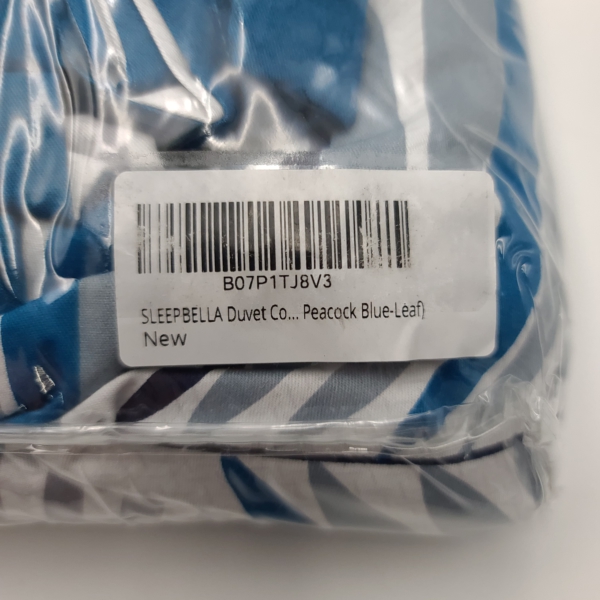 B07P1TJ8V3
SLEEPBELLA Duvet Co... Peacock Blue-Leaf)
New